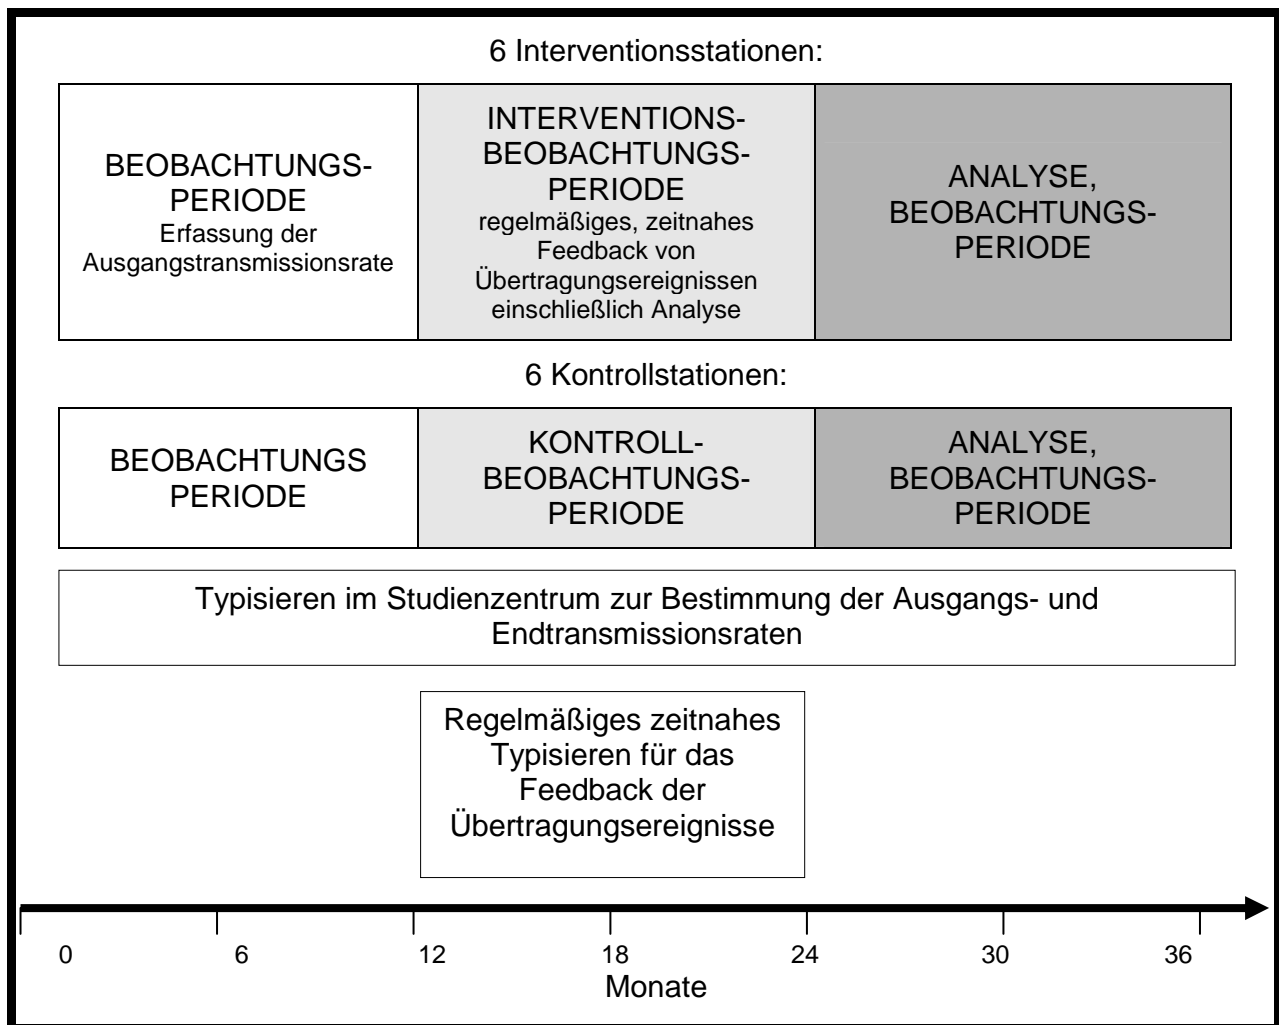 6 Interventionsstationen:
BEOBACHTUNGS-
PERIODE
Erfassung der
Ausgangstransmissionsrate
INTERVENTIONS-
BEOBACHTUNGS-
PERIODE
regelmäßiges, zeitnahes
Feedback von
Übertragungsereignissen
einschließlich Analyse
ANALYSE,
BEOBACHTUNGS-
PERIODE
6 Kontrollstationen:
BEOBACHTUNGS
PERIODE
KONTROLL-
BEOBACHTUNGS-
PERIODE
ANALYSE,
BEOBACHTUNGS-
PERIODE
Typisieren im Studienzentrum zur Bestimmung der Ausgangs- und
Endtransmissionsraten
Regelmäßiges zeitnahes
Typisieren für das
Feedback der
Übertragungsereignisse
0 6 12 18 24 30 36
Monate